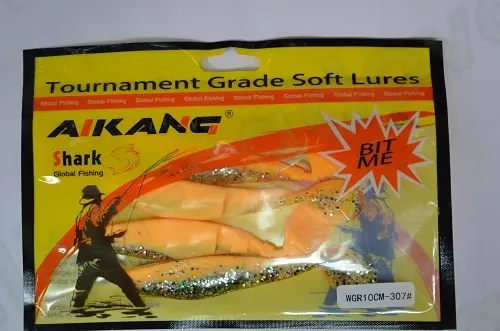 Tournament Grade Soft Lures
Global Fishing Global Fishing Global Fishing Global Fishing Global Fishing Global Fishing Global Fishing Global Fishing
AIKANG®
Shark
Global Fishing
BIT
ME
WGR10CM-307#